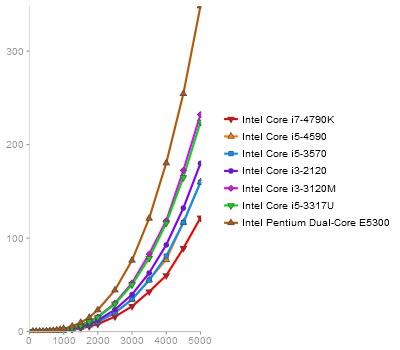 300
200
100
0
0 1000 2000 3000 4000 5000
Intel Core i7-4790K
Intel Core i5-4590
Intel Core i5-3570
Intel Core i3-2120
Intel Core i3-3120M
Intel Core i5-3317U
Intel Pentium Dual-Core E5300